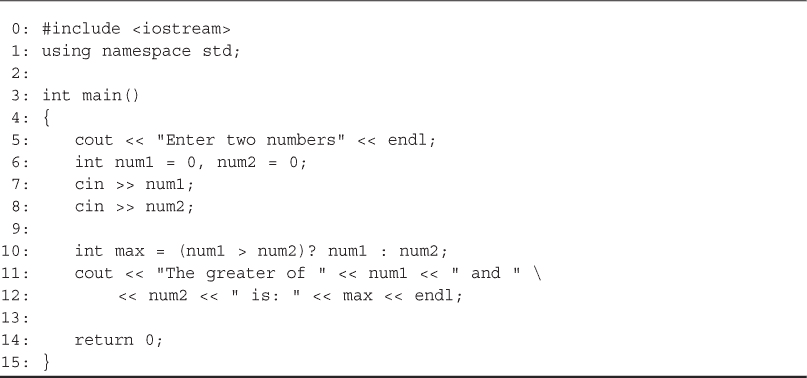 0: #include <iostream>
1: using namespace std;
2:
3: int main()
4: {
5: cout << "Enter two numbers" << endl;
6: int num1 = 0, num2 = 0;
7: cin >> num1;
8: cin >> num2;
9:
10: int max = (num1 > num2)? num1 : num2;
11: cout << "The greater of " << num1 << " and " \
12: << num2 << " is: " << max << endl;
13:
14: return 0;
15: }